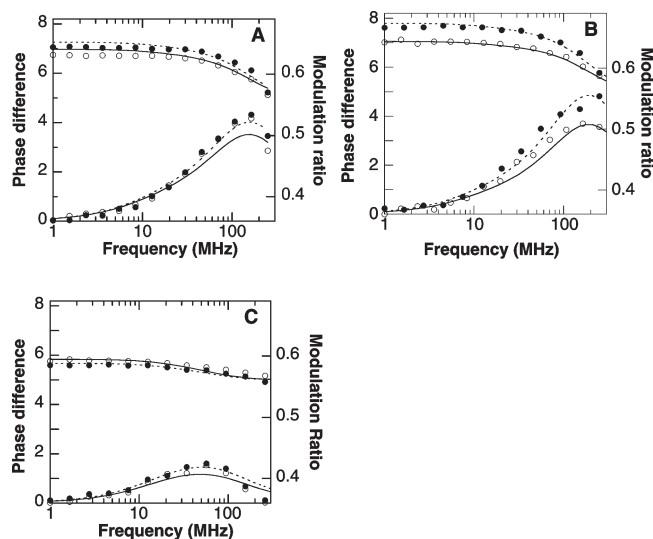 A
8
6
4
2
0
Phase difference
0.6
0.5
0.4
Modulation ratio
1
10
100
Frequency (MHz)
B
8
6
4
2
0
Phase difference
0.6
0.5
0.4
Modulation ratio
1
10
100
Frequency (MHz)
C
8
6
4
2
0
Phase difference
0.6
0.5
0.4
Modulation Ratio
1
10
100
Frequency (MHz)